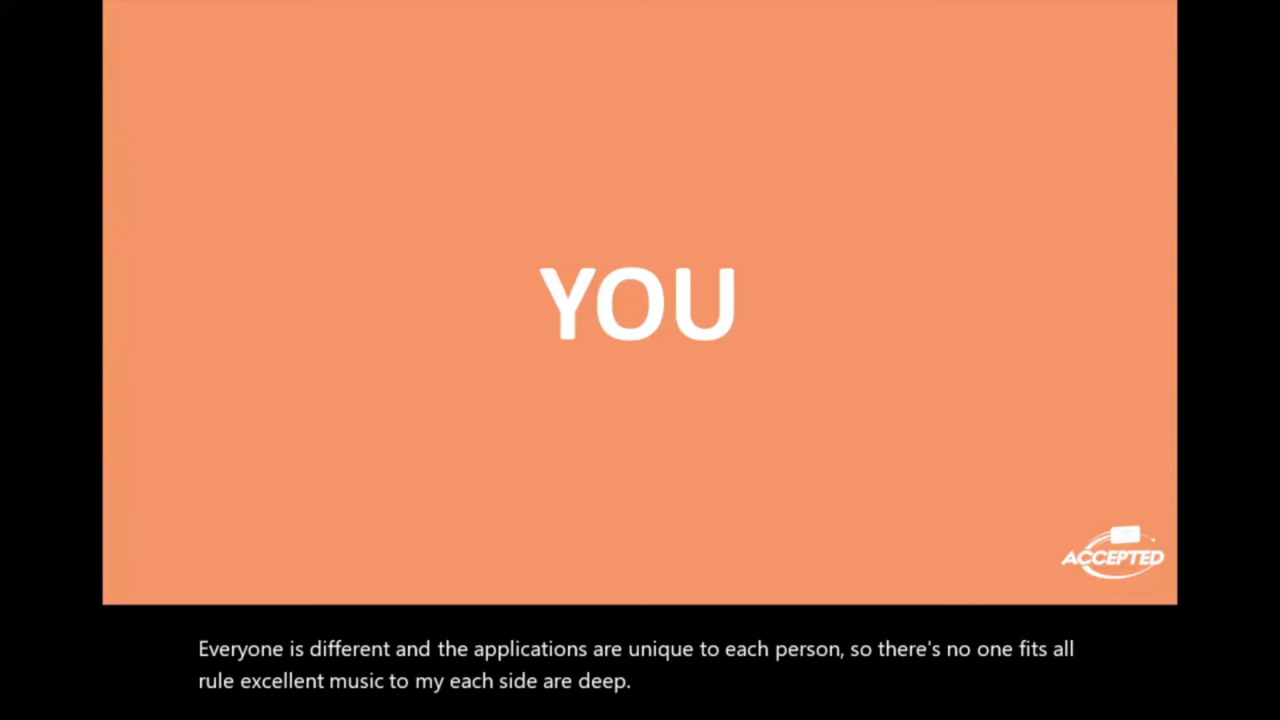 YOU
ACCEPTED
Everyone is different and the applications are unique to each person, so there's no one fits all
rule excellent music to my each side are deep.